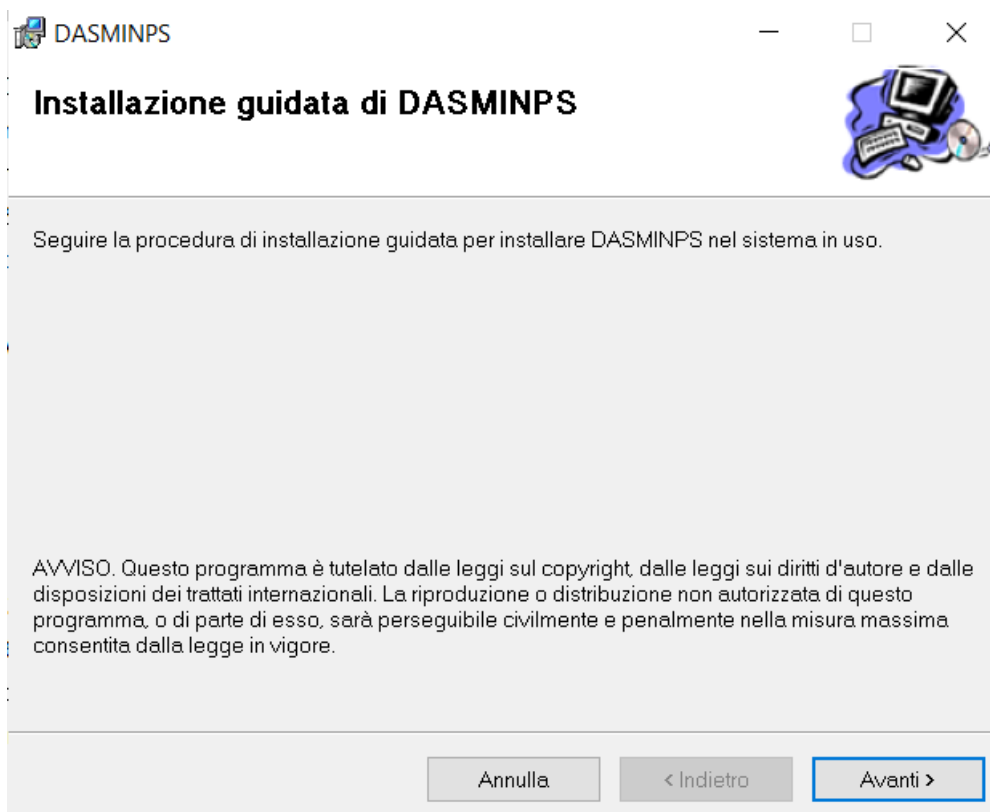 DASMINPS
Installazione guidata di DASMINPS
Seguire la procedura di installazione guidata per installare DASMINPS nel sistema in uso.
AVVISO. Questo programma è tutelato dalle leggi sul copyright, dalle leggi sui diritti d'autore e dalle
disposizioni dei trattati internazionali. La riproduzione o distribuzione non autorizzata di questo
programma, o di parte di esso, sarà perseguibile civilmente e penalmente nella misura massima
consentita dalla legge in vigore.
Annulla
< Indietro
Avanti >